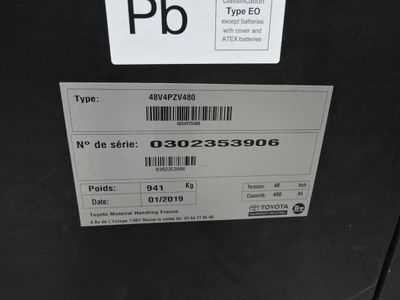 Pb
classification
Type EO
except batteries
with cover and
ATEX batteries
Type: 48V4PZV480
48V4PZV480
N° de série: 0302353906
0302353906
Poids: 941 Kg
Date: 01/2019
Tension: 48 Volt
Capacité: 480 Ah
Toyota Material Handling France.
TOYOTA
BT